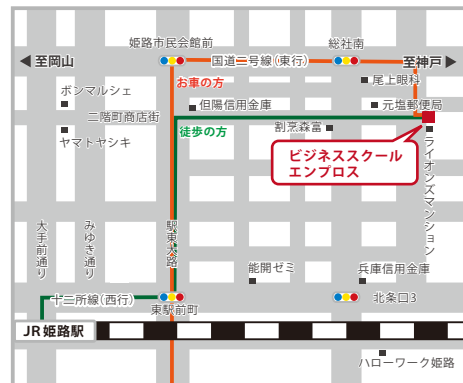 姫路市民会館前
総社南
◀至岡山
国道二号線(東行)
至神戸▶
お車の方
尾上眼科
ボンマルシェ
但陽信用金庫
元塩郵便局
二階町商店街
徒歩の方
割烹森富
ヤマトヤシキ
ビジネススクール
エンプロス
ライオンズマンション
大手前通り
みゆき通り
駅東大路
能開ゼミ
兵庫信用金庫
十二所線(西行)
東駅前町
北条口3
JR姫路駅
ハローワーク姫路